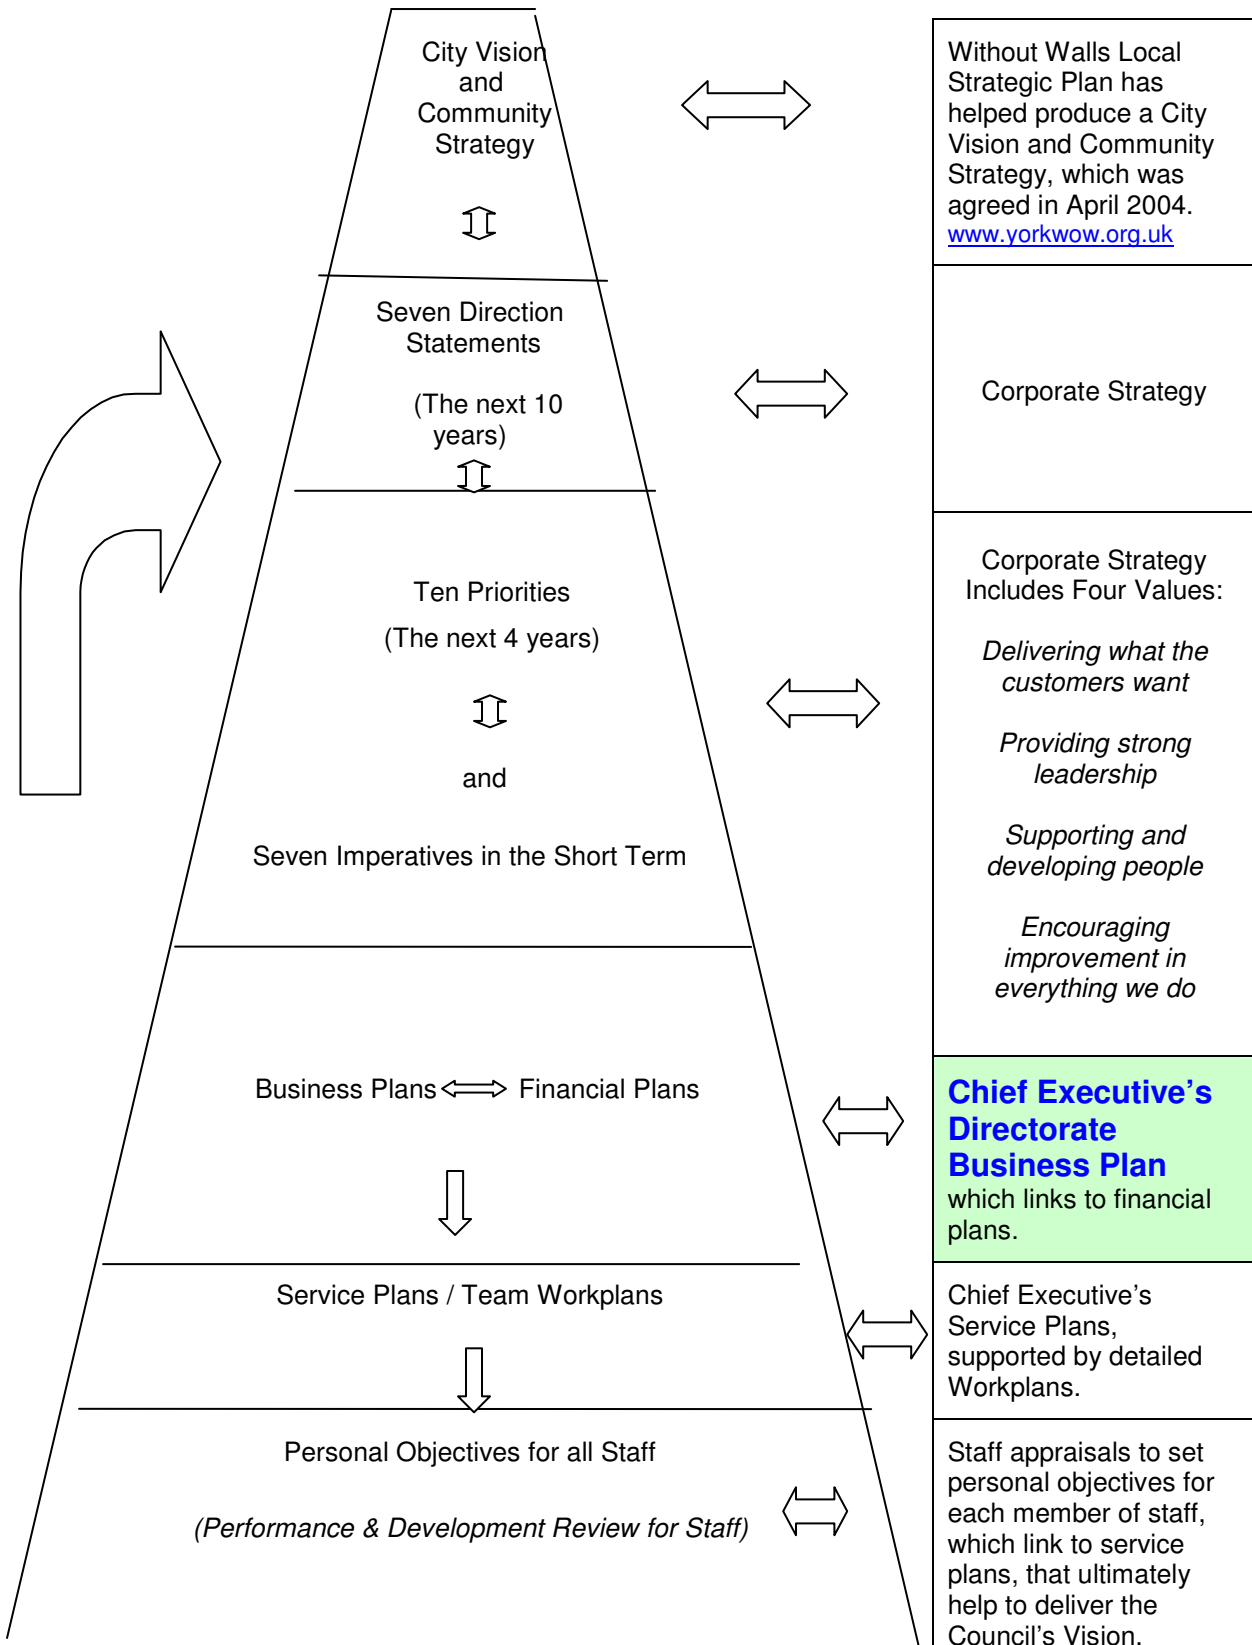 City Vision
and
Community
Strategy
Seven Direction
Statements
(The next 10
years)
Ten Priorities
(The next 4 years)
and
Seven Imperatives in the Short Term
Business Plans
Financial Plans
Service Plans / Team Workplans
Personal Objectives for all Staff
(Performance & Development Review for Staff)
Without Walls Local
Strategic Plan has
helped produce a City
Vision and Community
Strategy, which was
agreed in April 2004.
www.yorkwow.org.uk
Corporate Strategy
Corporate Strategy
Includes Four Values:
Delivering what the
customers want
Providing strong
leadership
Supporting and
developing people
Encouraging
improvement in
everything we do
Chief Executive’s
Directorate
Business Plan
which links to financial
plans.
Chief Executive’s
Service Plans,
supported by detailed
Workplans.
Staff appraisals to set
personal objectives for
each member of staff,
which link to service
plans, that ultimately
help to deliver the
Council’s Vision.